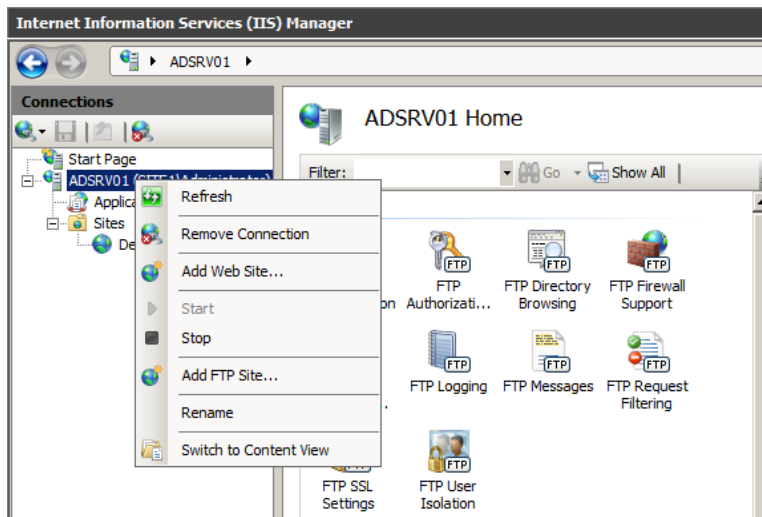 Internet Information Services (IIS) Manager
ADSRV01
Connections
Start Page
ADSRV01 (SITE1\Administrator)
Sites
Refresh
Remove Connection
Add Web Site...
Start
Stop
Add FTP Site...
Rename
Switch to Content View
ADSRV01 Home
Filter:
Go
Show All
FTP
FTP
Authorizati...
FTP
FTP Directory
Browsing
FTP
FTP Firewall
Support
FTP
FTP Logging
FTP
FTP Messages
FTP
FTP Request
Filtering
FTP SSL
Settings
FTP
FTP User
Isolation